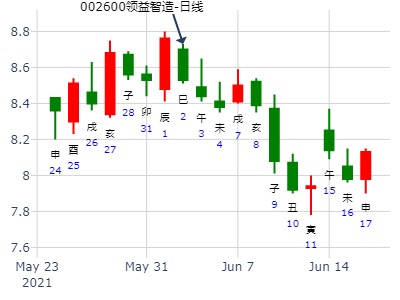 002600领益智造-日线
8.8
8.6
8.4
8.2
8
7.8
7.6
申
24
酉
25
戌
26
亥
27
子
28
卯
31
辰
1
巳
2
午
3
未
4
戌
7
亥
8
子
9
丑
10
寅
11
午
15
未
16
申
17
May 23
2021
May 31
Jun 7
Jun 14